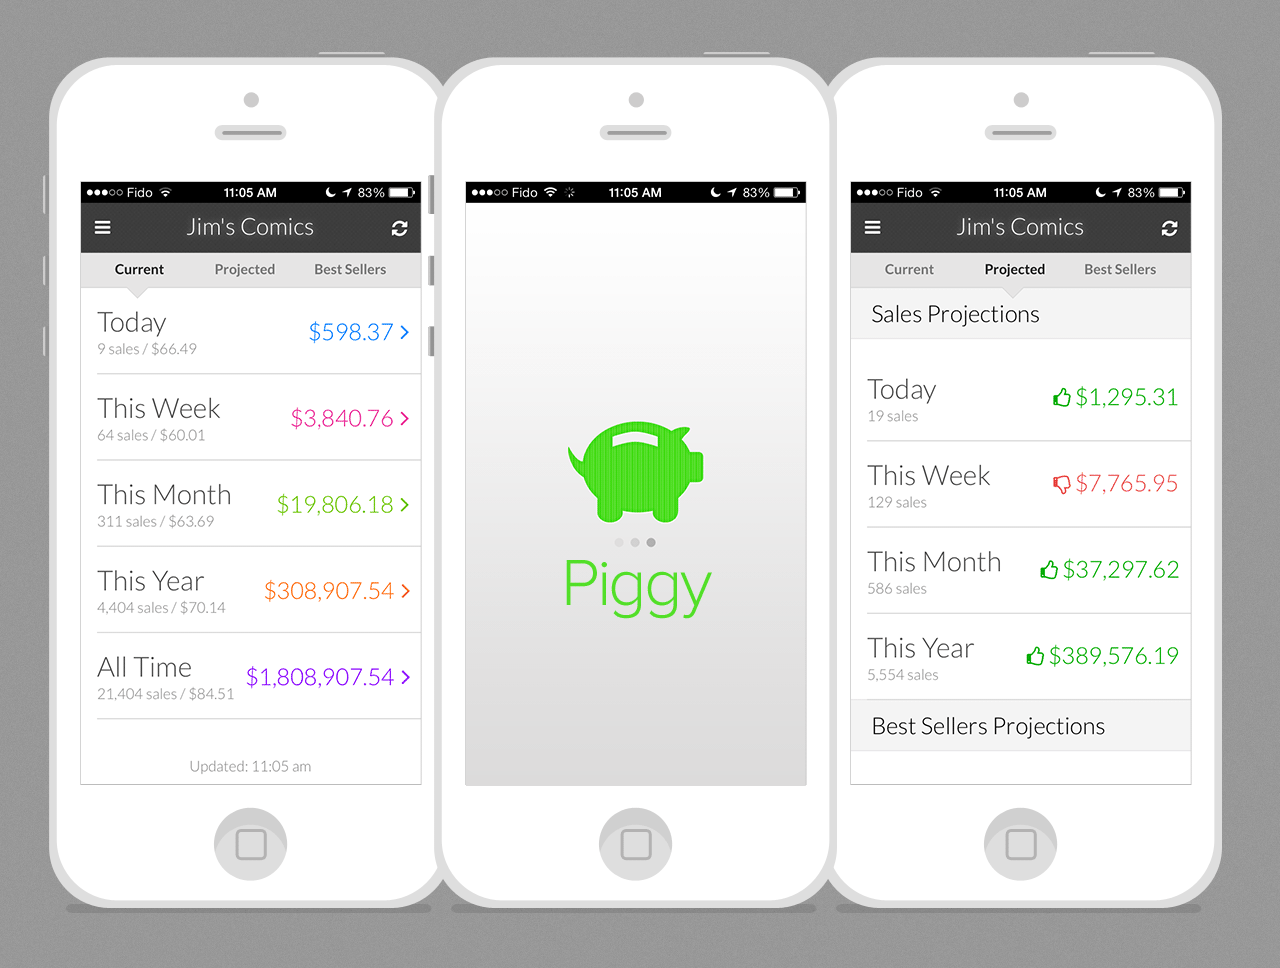 Fido 11:05 AM 83%
Jim's Comics
Current Projected Best Sellers
Today
$598.37
9 sales / $66.49
This Week
$3,840.76
64 sales / $60.01
This Month
$19,806.18
311 sales / $63.69
This Year
$308,907.54
4,404 sales / $70.14
All Time
$1,808,907.54
21,404 sales / $84.51
Updated: 11:05 am
Fido 11:05 AM 83%
Piggy
Fido 11:05 AM 83%
Jim's Comics
Current Projected Best Sellers
Sales Projections
Today
$1,295.31
19 sales
This Week
$7,765.95
129 sales
This Month
$37,297.62
586 sales
This Year
$389,576.19
5,554 sales
Best Sellers Projections